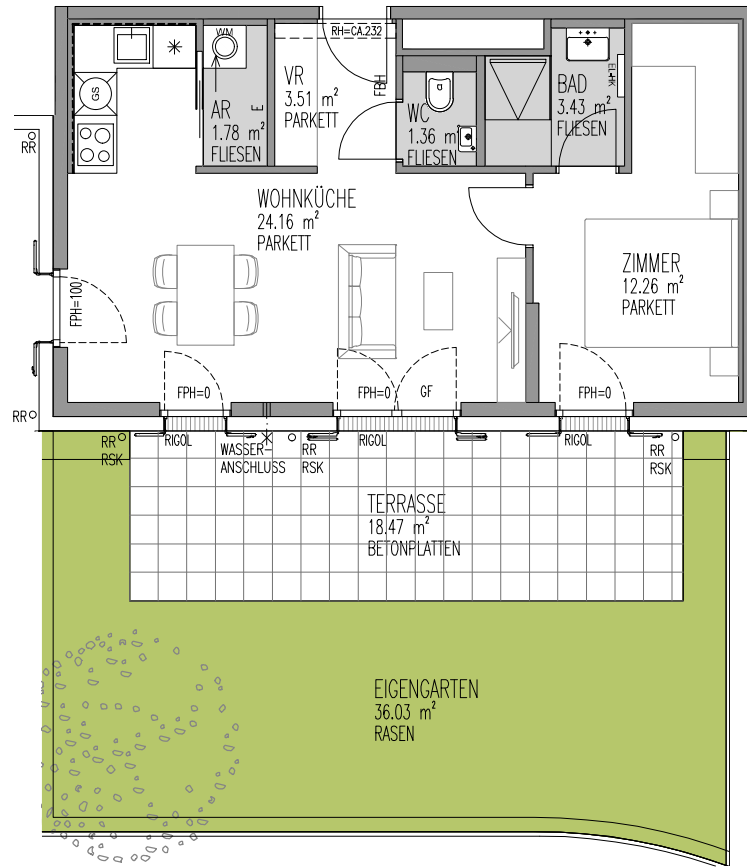 RH=CA.232
WM
VR
3.51 m²
PARKETT
FBH
GS
AR
1.78 m²
FLIESEN
E
WC
1.36 m
FLIESEN
BAD
3.43 m²
FLIESEN
EL.HK
RR
WOHNKÜCHE
24.16 m²
PARKETT
ZIMMER
12.26 m²
PARKETT
FPH=100
FPH=0
FPH=0
GF
FPH=0
RR
RR
RSK
RIGOL
WASSER-
ANSCHLUSS
RR
RSK
RIGOL
RIGOL
RR
RSK
TERRASSE
18.47 m²
BETONPLATTEN
EIGENGARTEN
36.03 m²
RASEN